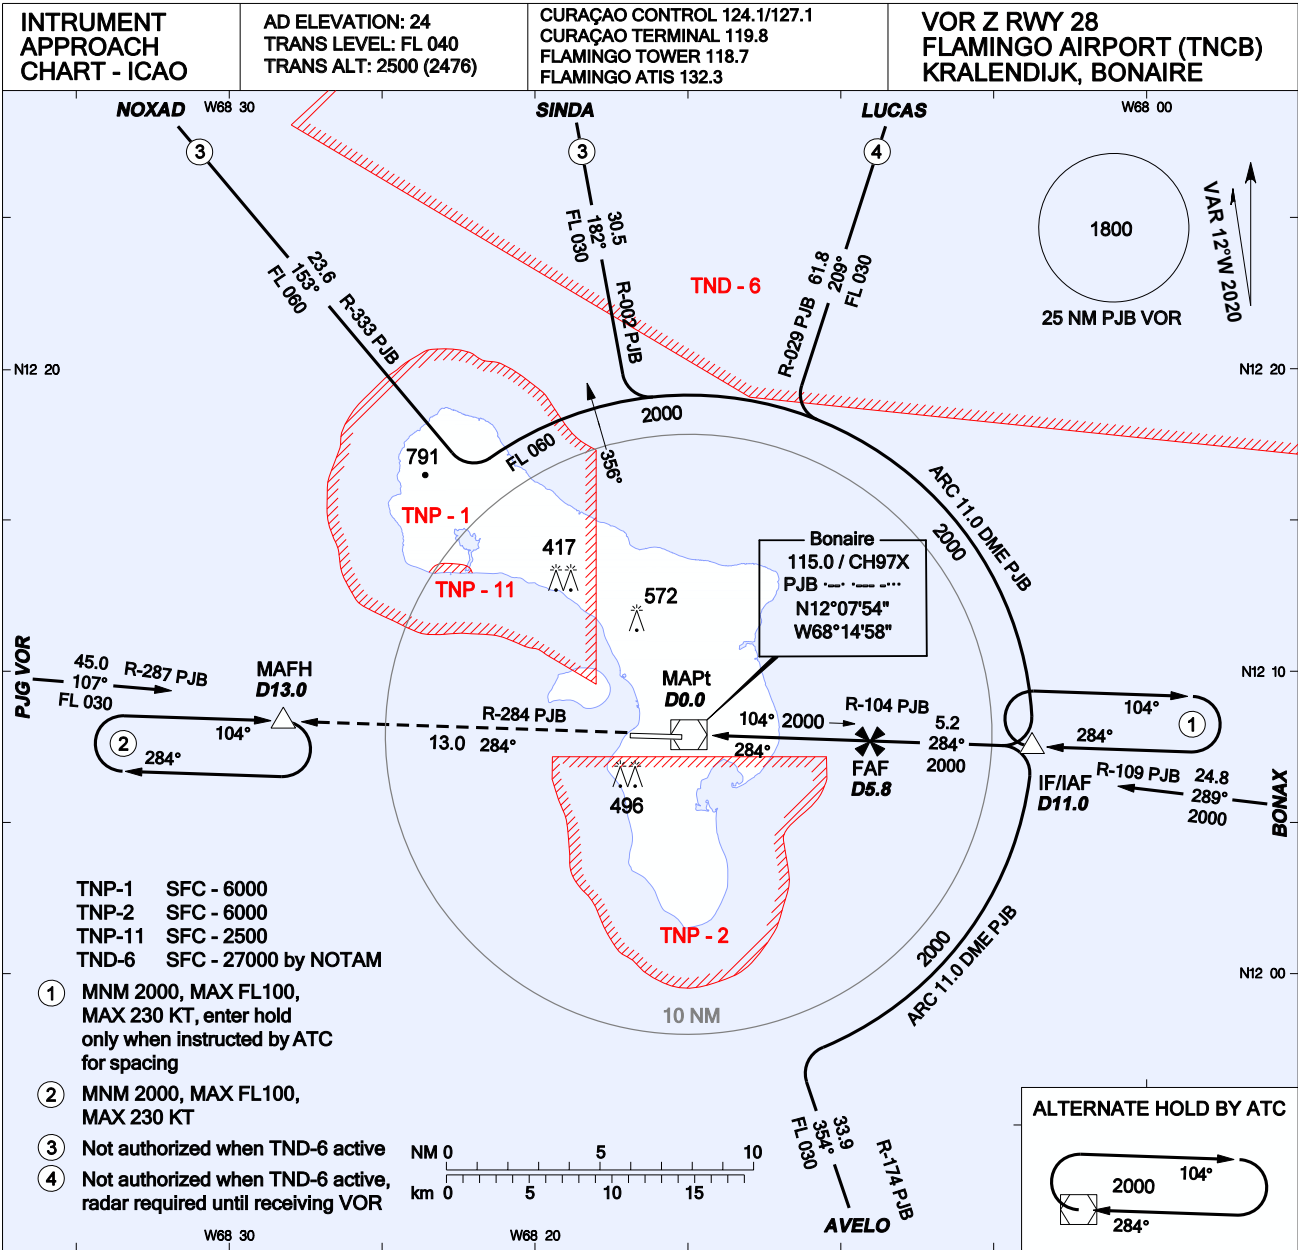 INTRUMENT
APPROACH
CHART - ICAO
AD ELEVATION: 24
TRANS LEVEL: FL 040
TRANS ALT: 2500 (2476)
CURAÇAO CONTROL 124.1/127.1
CURAÇAO TERMINAL 119.8
FLAMINGO TOWER 118.7
FLAMINGO ATIS 132.3
VOR Z RWY 28
FLAMINGO AIRPORT (TNCB)
KRALENDIJK, BONAIRE
NOXAD
W68 30
SINDA
LUCAS
W68 00
3
3
4
1800
25 NM PJB VOR
VAR 12°W 2020
23.6
153°
FL 060
R-333 PJB
30.5
182°
FL 030
R-002 PJB
TND - 6
61.8
209°
FL 030
R-029 PJB
N12 20
N12 20
2000
FL 060
356°
791
TNP - 1
417
TNP - 11
572
ARC 11.0 DME PJB
2000
Bonaire
115.0 / CH97X
PJB ·--· ·--- -···
N12°07'54"
W68°14'58"
PJG VOR
45.0
107°
FL 030
R-287 PJB
MAFH
D13.0
104°
284°
2
R-284 PJB
13.0 284°
MAPt
D0.0
104° 2000
284°
R-104 PJB
5.2
284°
2000
FAF
D5.8
N12 10
104°
1
284°
IF/IAF
D11.0
R-109 PJB
24.8
289°
2000
BONAX
496
TNP - 2
10 NM
2000
ARC 11.0 DME PJB
N12 00
TNP-1 SFC - 6000
TNP-2 SFC - 6000
TNP-11 SFC - 2500
TND-6 SFC - 27000 by NOTAM
1 MNM 2000, MAX FL100,
MAX 230 KT, enter hold
only when instructed by ATC
for spacing
2 MNM 2000, MAX FL100,
MAX 230 KT
3 Not authorized when TND-6 active
4 Not authorized when TND-6 active,
radar required until receiving VOR
NM 0 5 10
km 0 5 10 15
33.9
354°
FL 030
R-174 PJB
AVELO
ALTERNATE HOLD BY ATC
2000
104°
284°
W68 30
W68 20